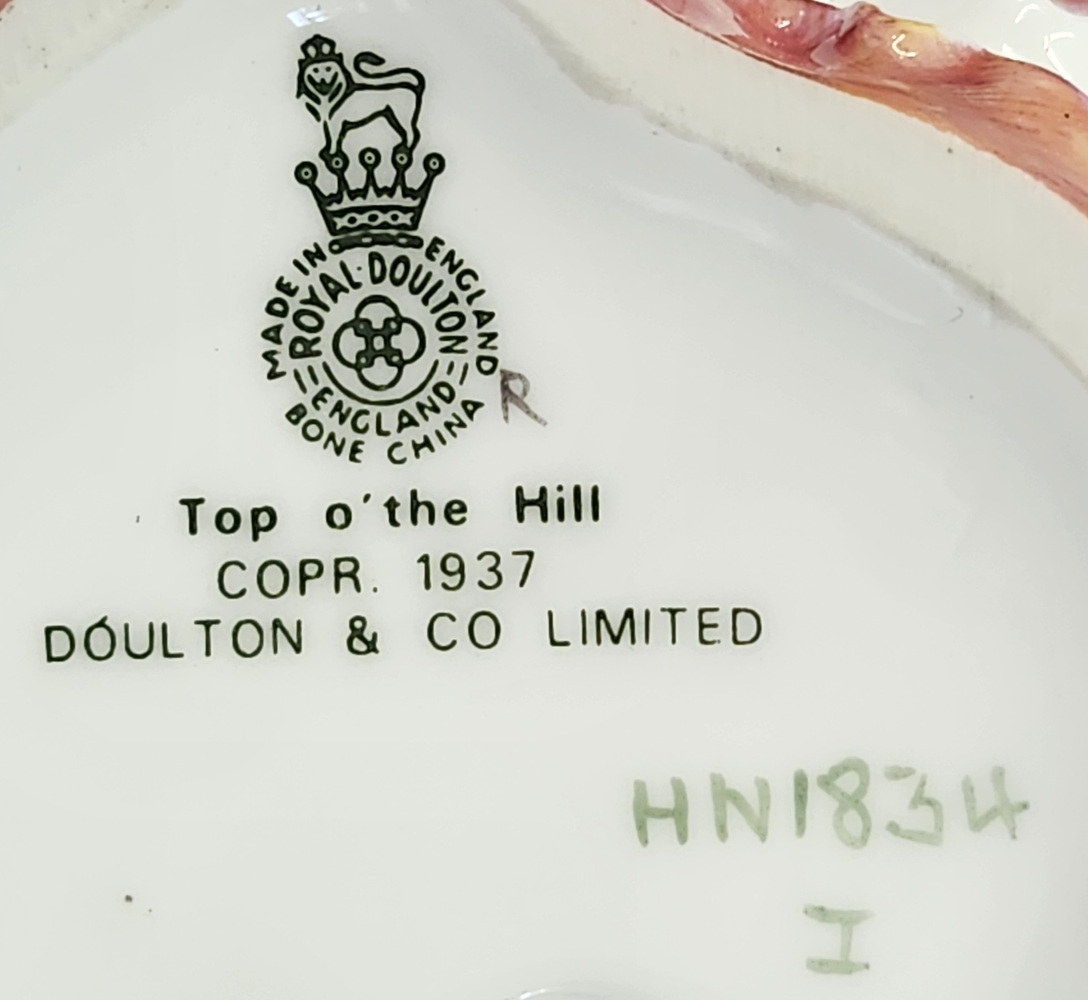 MADE IN ENGLAND
ROYAL·DOULTON
ENGLAND
BONE CHINA
R
Top o'the Hill
COPR. 1937
DOULTON & CO LIMITED
HN1834
I